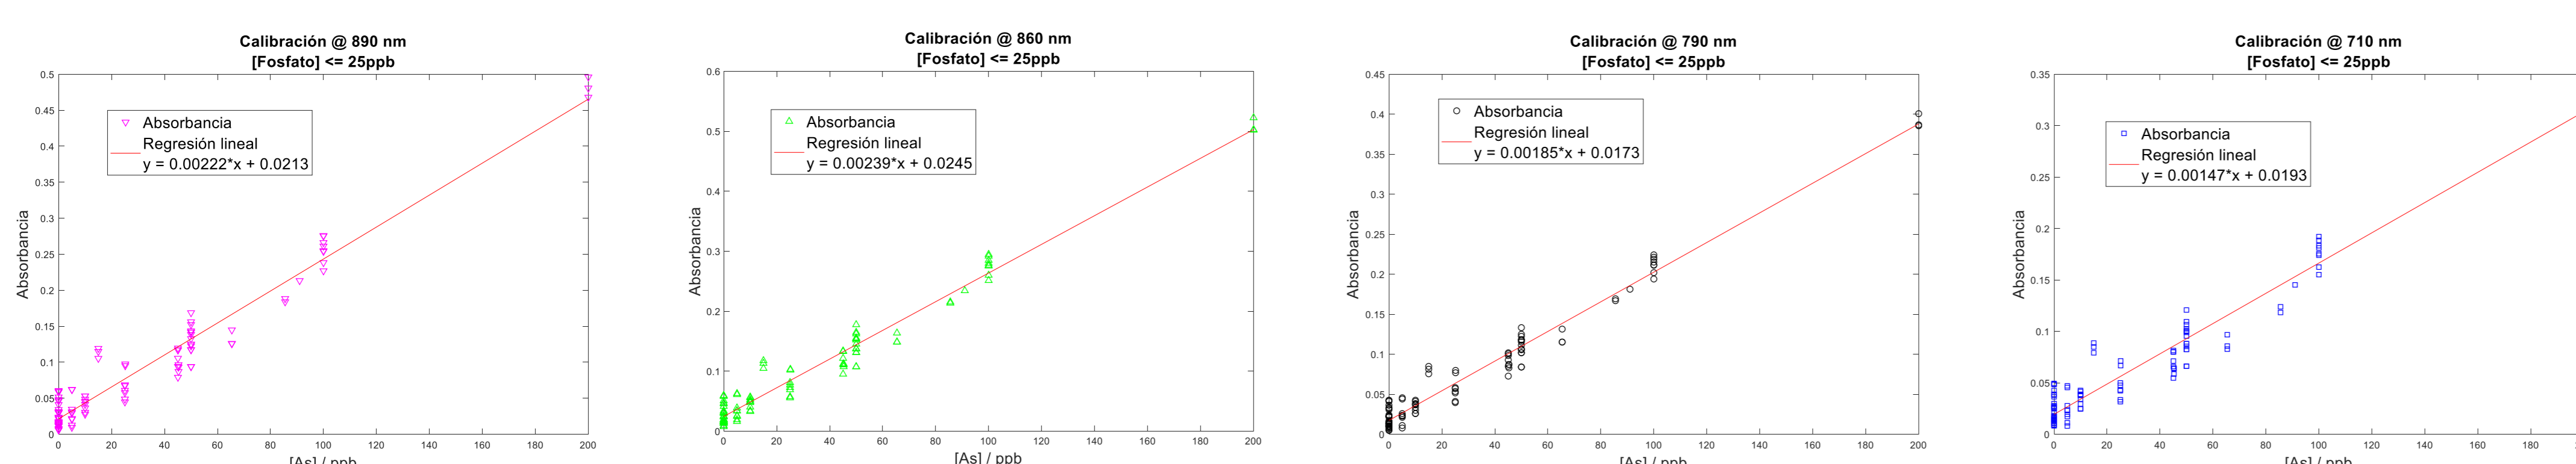 Calibración @ 890 nm
[Fosfato] <= 25ppb
Absorbancia
0.5
0.45
0.4
0.35
0.3
0.25
0.2
0.15
0.1
0.05
0
Absorbancia
Regresión lineal
y = 0.00222*x + 0.0213
0 20 40 60 80 100 120 140 160 180 200
[As] / ppb
Calibración @ 860 nm
[Fosfato] <= 25ppb
Absorbancia
0.6
0.5
0.4
0.3
0.2
0.1
0
Absorbancia
Regresión lineal
y = 0.00239*x + 0.0245
0 20 40 60 80 100 120 140 160 180 200
[As] / ppb
Calibración @ 790 nm
[Fosfato] <= 25ppb
Absorbancia
0.45
0.4
0.35
0.3
0.25
0.2
0.15
0.1
0.05
0
Absorbancia
Regresión lineal
y = 0.00185*x + 0.0173
0 20 40 60 80 100 120 140 160 180 200
[As] / ppb
Calibración @ 710 nm
[Fosfato] <= 25ppb
Absorbancia
0.35
0.3
0.25
0.2
0.15
0.1
0.05
0
Absorbancia
Regresión lineal
y = 0.00147*x + 0.0193
0 20 40 60 80 100 120 140 160 180
[As] / ppb